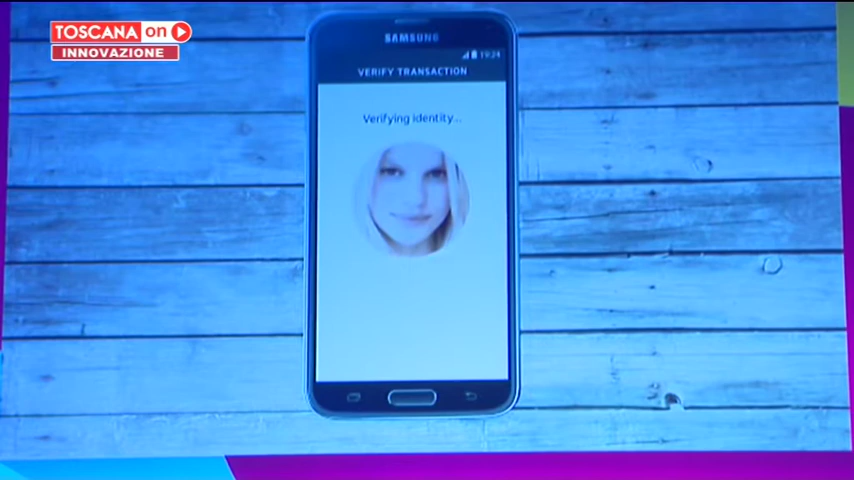 TOSCANA on
INNOVAZIONE
SAMSUNG
19:24
VERIFY TRANSACTION
Verifying identity...